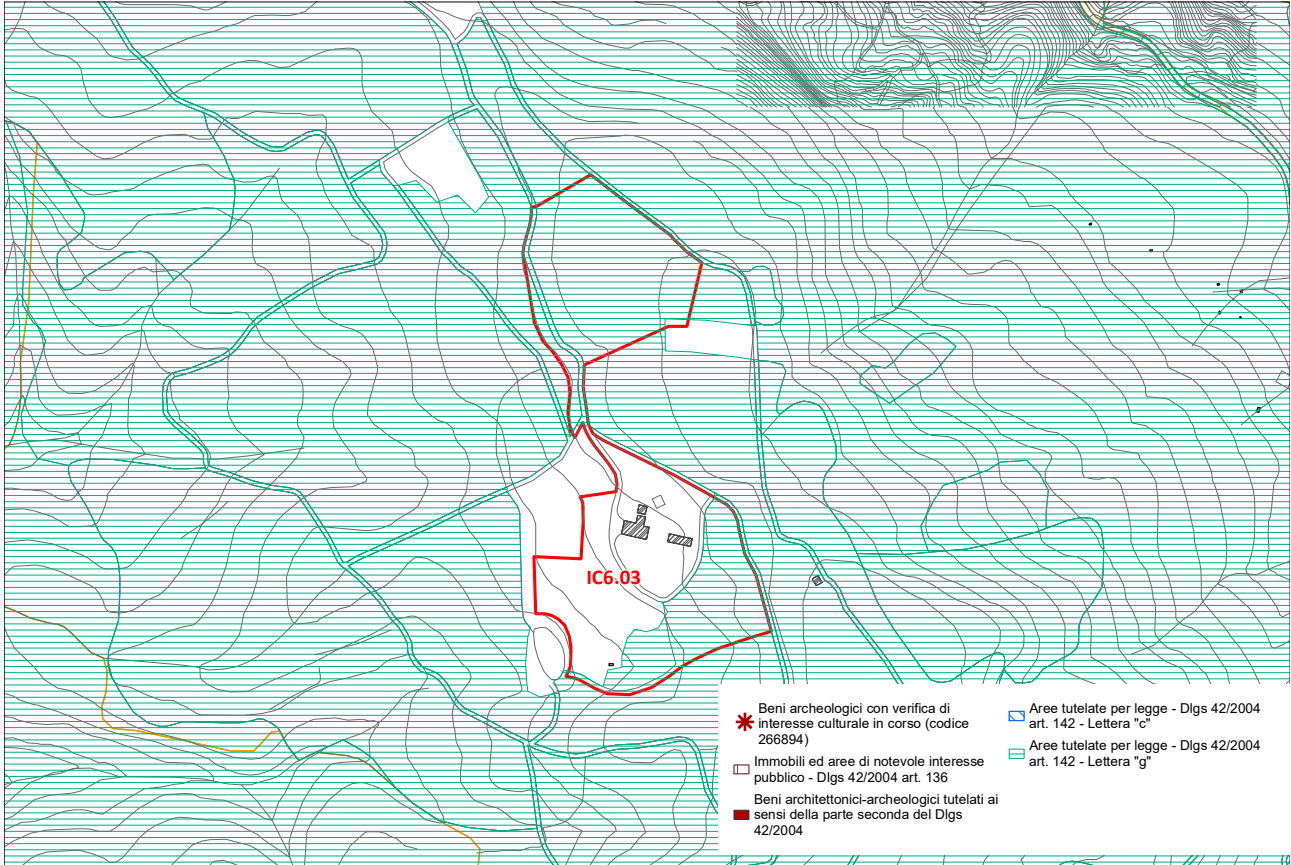 IC6.03
Beni archeologici con verifica di
interesse culturale in corso (codice
266894)
Immobili ed aree di notevole interesse
pubblico - Dlgs 42/2004 art. 136
Beni architettonici-archeologici tutelati ai
sensi della parte seconda del Dlgs
42/2004
Aree tutelate per legge - Dlgs 42/2004
art. 142 - Lettera "c"
Aree tutelate per legge - Dlgs 42/2004
art. 142 - Lettera "g"